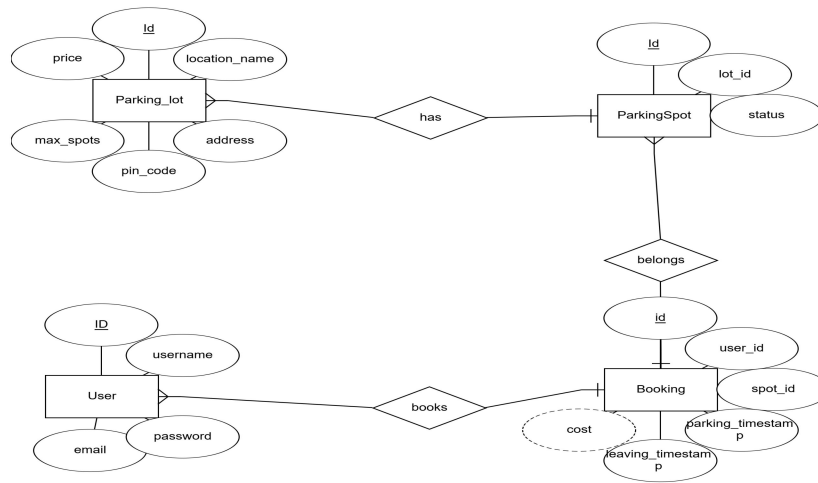 Id
price
location_name
Parking_lot
max_spots
address
pin_code
has
Id
lot_id
ParkingSpot
status
belongs
ID
username
User
email
password
books
id
user_id
Booking
spot_id
cost
parking_timestam
p
leaving_timestam
p